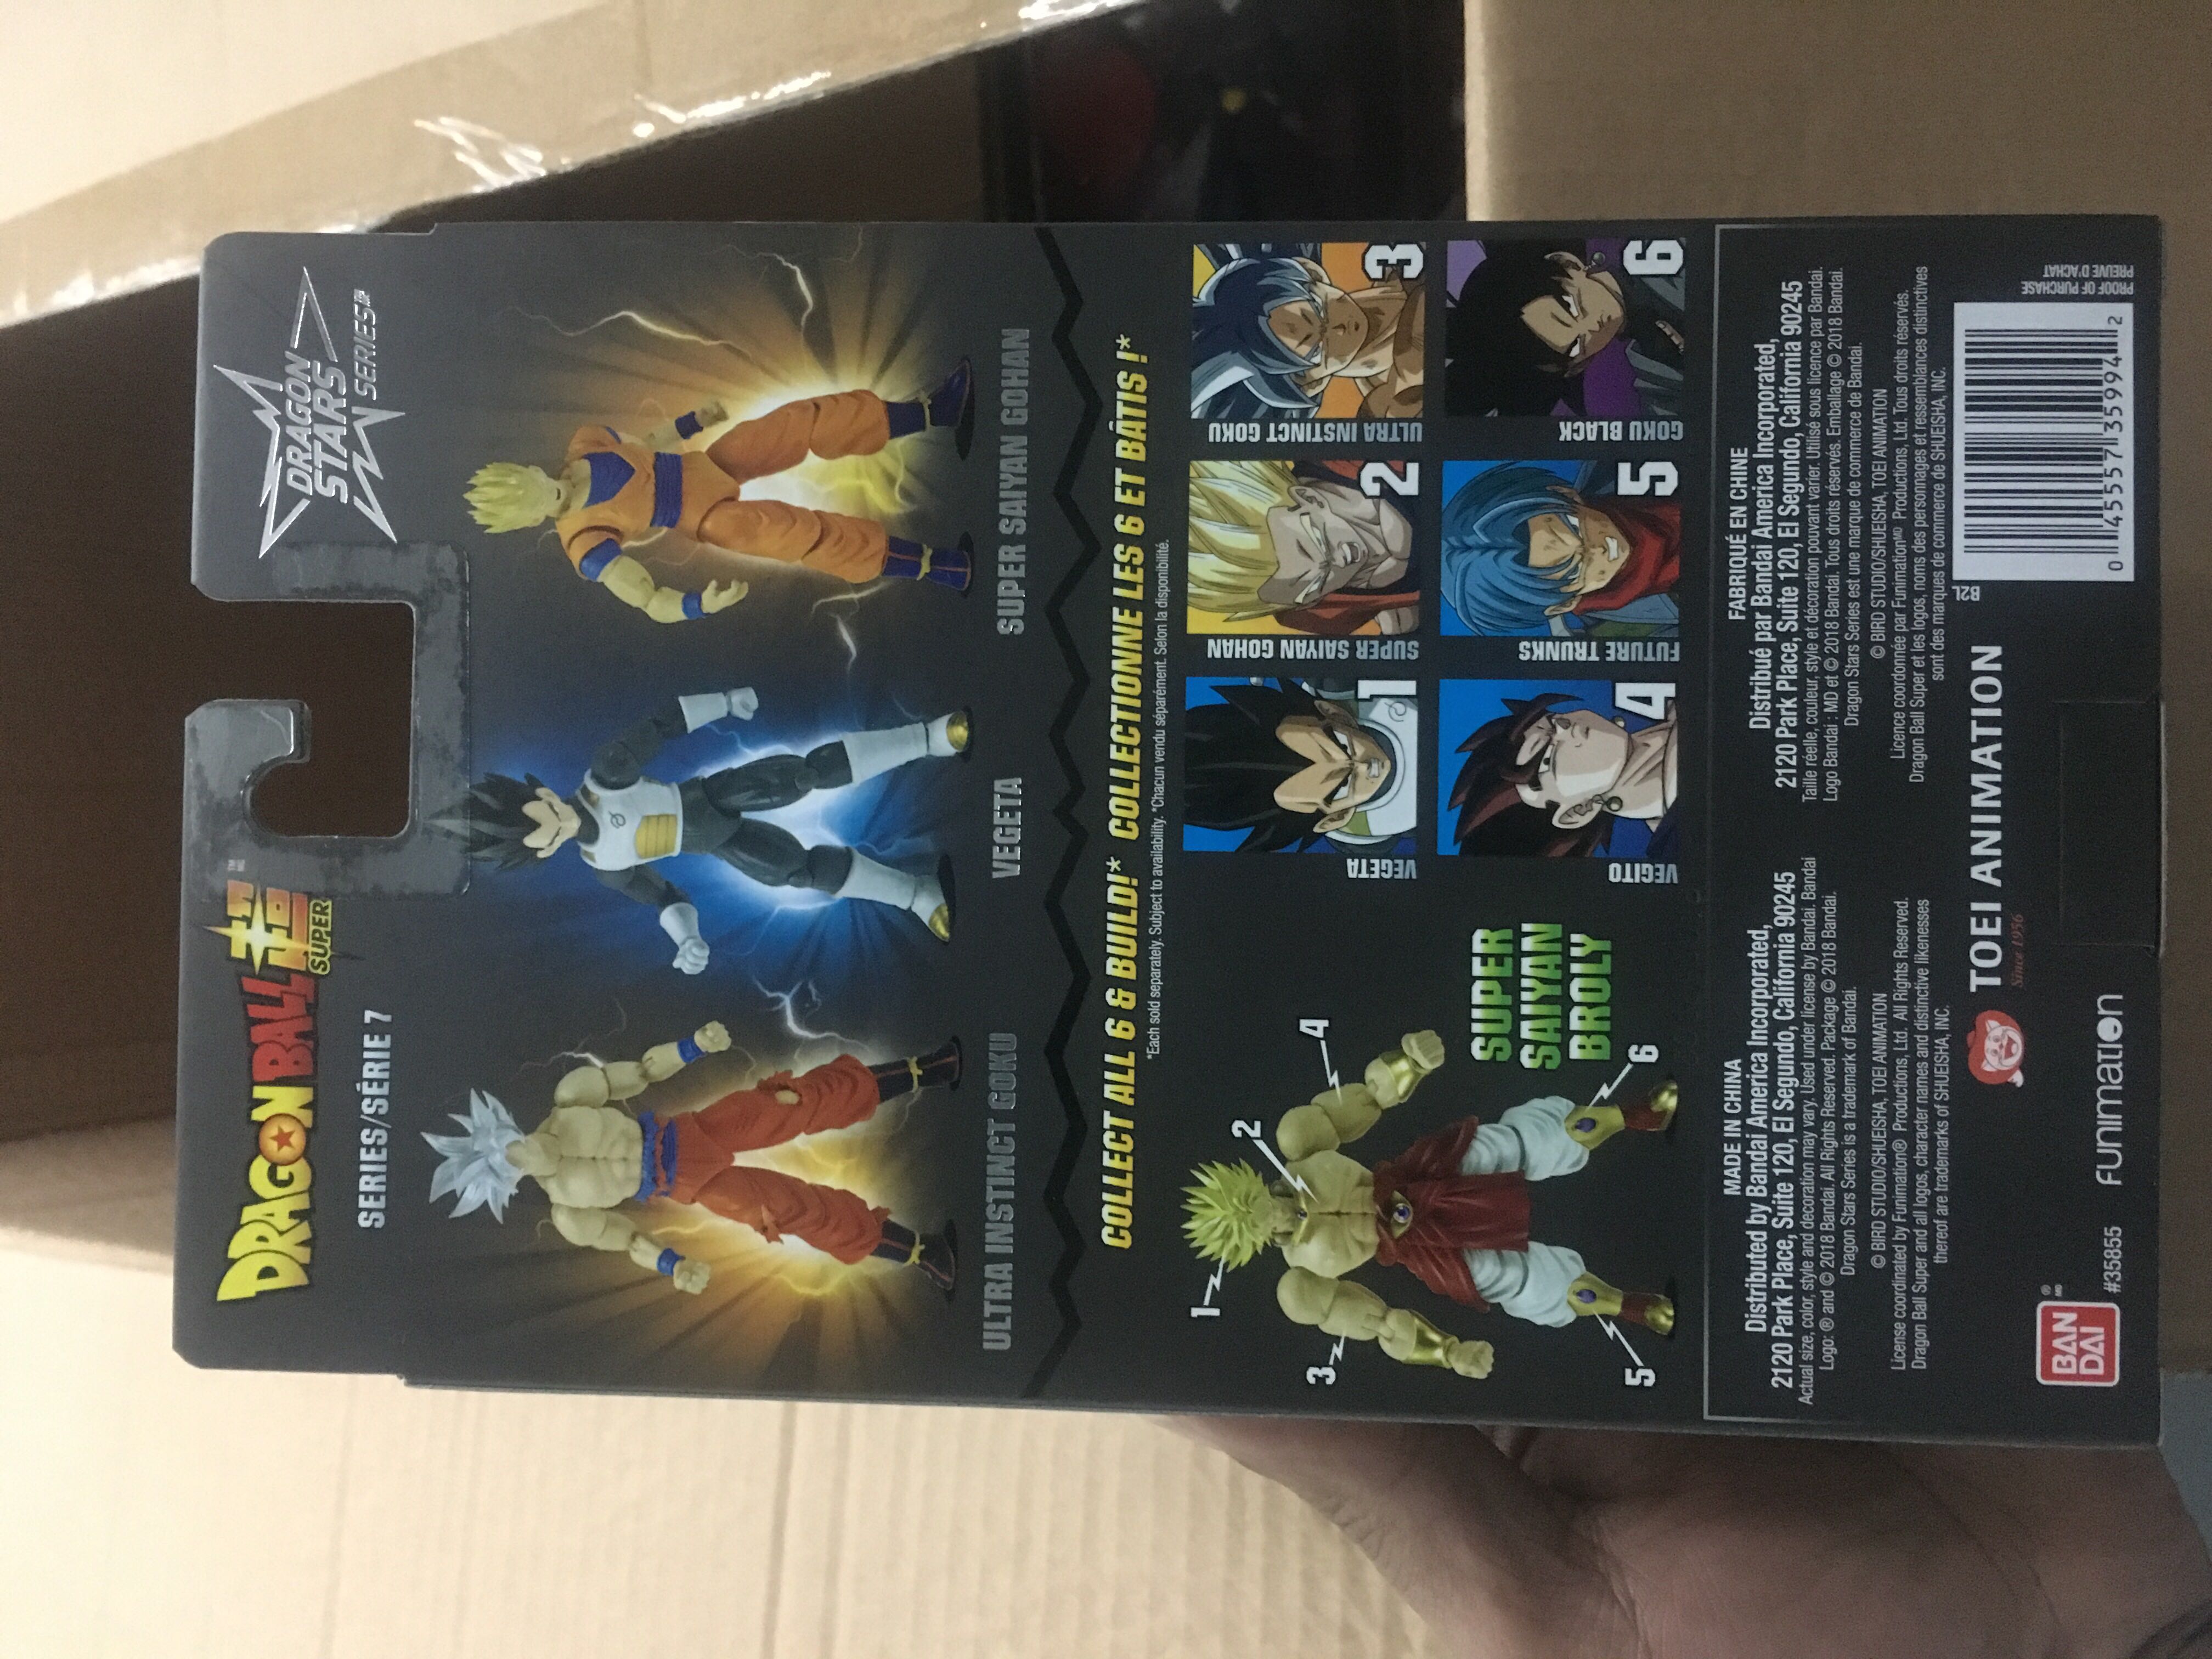 DRAGON BALL 超
SUPER
TM
DRAGON
STARS
SERIES
SERIES/SÉRIE 7
ULTRA INSTINCT GOKU
VEGETA
SUPER SAIYAN GOHAN
COLLECT ALL 6 & BUILD!* COLLECTIONNE LES 6 ET BÂTIS !*
*Each sold separately. Subject to availability. *Chacun vendu séparément. Selon la disponibilité.
1
2
3
4
5
6
SUPER
SAIYAN
BROLY
VEGETA
1
SUPER SAIYAN GOHAN
2
ULTRA INSTINCT GOKU
3
VEGITO
4
FUTURE TRUNKS
5
GOKU BLACK
6
MADE IN CHINA
Distributed by Bandai America Incorporated,
2120 Park Place, Suite 120, El Segundo, California 90245
Actual size, color, style and decoration may vary. Used under license by Bandai. Bandai
Logo: ® and © 2018 Bandai. All Rights Reserved. Package © 2018 Bandai.
Dragon Stars Series is a trademark of Bandai.
© BIRD STUDIO/SHUEISHA, TOEI ANIMATION
License coordinated by Funimation® Productions, Ltd. All Rights Reserved.
Dragon Ball Super and all logos, character names and distinctive likenesses
thereof are trademarks of SHUEISHA, INC.
FABRIQUÉ EN CHINE
Distribué par Bandai America Incorporated,
2120 Park Place, Suite 120, El Segundo, California 90245
Taille réelle, couleur, style et décoration pouvant varier. Utilisé sous licence par Bandai.
Logo Bandai : MD et © 2018 Bandai. Tous droits réservés. Emballage © 2018 Bandai.
Dragon Stars Series est une marque de commerce de Bandai.
© BIRD STUDIO/SHUEISHA, TOEI ANIMATION
Licence coordonnée par Funimation MD Productions, Ltd. Tous droits réservés.
Dragon Ball Super et les logos, noms des personnages et ressemblances distinctives
sont des marques de commerce de SHUEISHA, INC.
BAN
DAI
® MD
#35855
FUNIMATION
TOEI ANIMATION
Since 1956
B2L
0 45557 35994 2
PROOF OF PURCHASE
PREUVE D'ACHAT